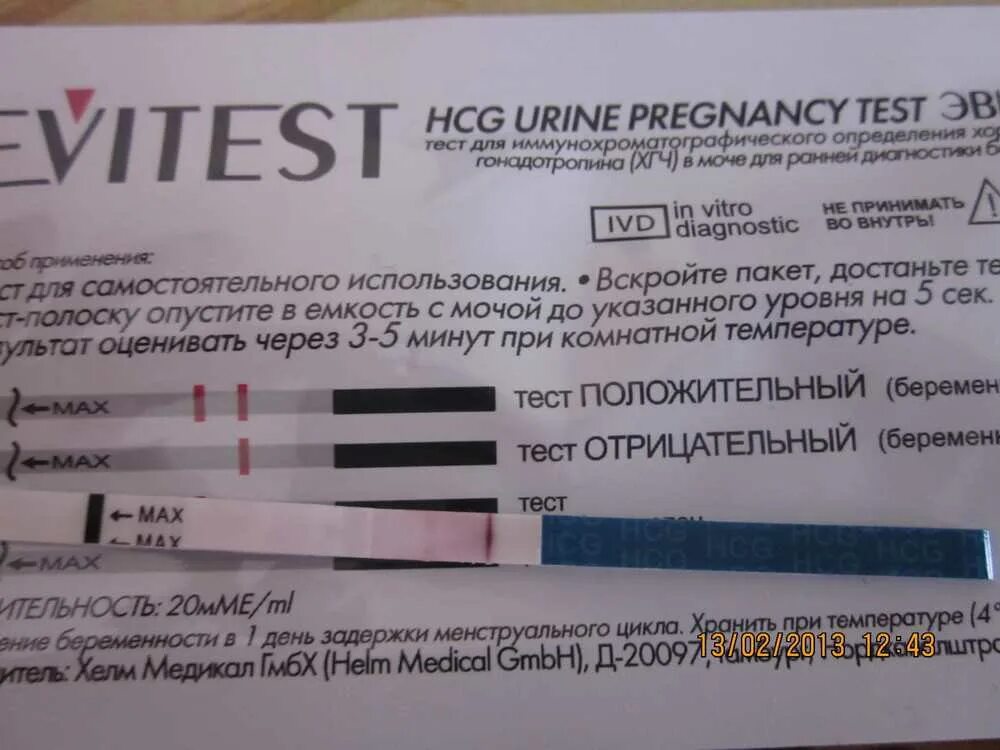 EVITEST
HCG URINE PREGNANCY TEST ЭВИ
тест для иммунохроматографического определения хо
гонадотропина (ХГЧ) в моче для ранней диагностики бе
IVD in vitro
diagnostic
НЕ ПРИНИМАТЬ
ВО ВНУТРЬ!
об применения:
ст для самостоятельного использования. • Вскройте пакет, достаньте те
ст-полоску опустите в емкость с мочой до указанного уровня на 5 сек.
ультат оценивать через 3-5 минут при комнатной температуре.
←MAX тест ПОЛОЖИТЕЛЬНЫЙ (беремен
←MAX тест ОТРИЦАТЕЛЬНЫЙ (беремен
тест
←MAX
←MAX
HCG HCG HCG HCG
←MAX
ИТЕЛЬНОСТЬ: 20мМЕ/ml
ение беременности в 1 день задержки менструального цикла. Хранить при температуре (4°
итель: Хелм Медикал ГмбХ (Helm Medical GmbH), Д-20097,
13/02/2013 12:43